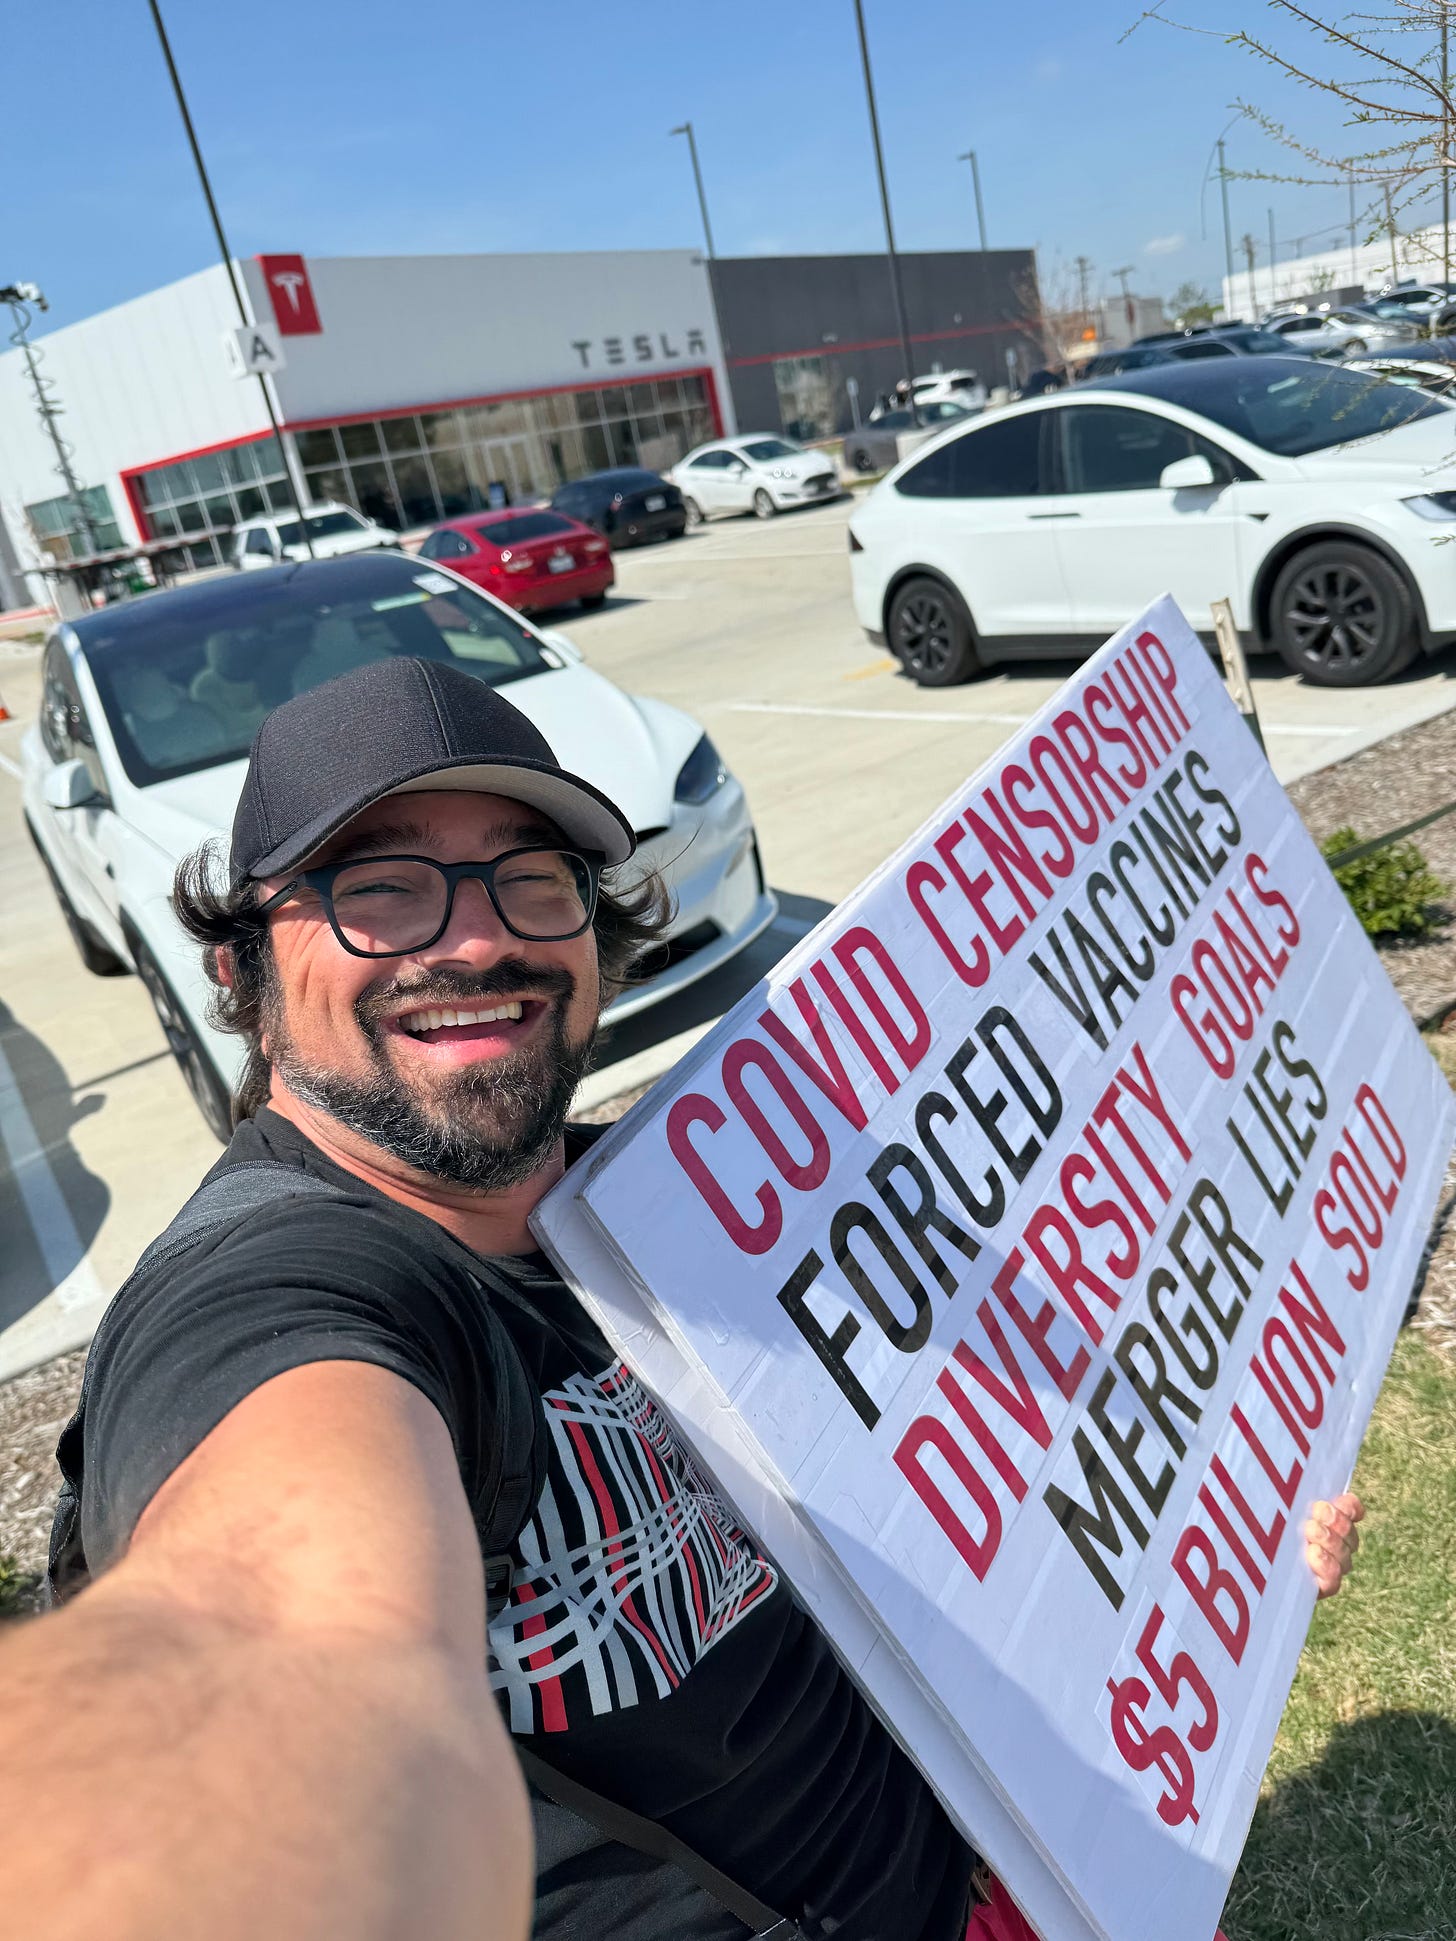 A
TESLA
COVID CENSORSHIP
FORCED VACCINES
DIVERSITY GOALS
MERGER LIES
$5 BILLION SOLD